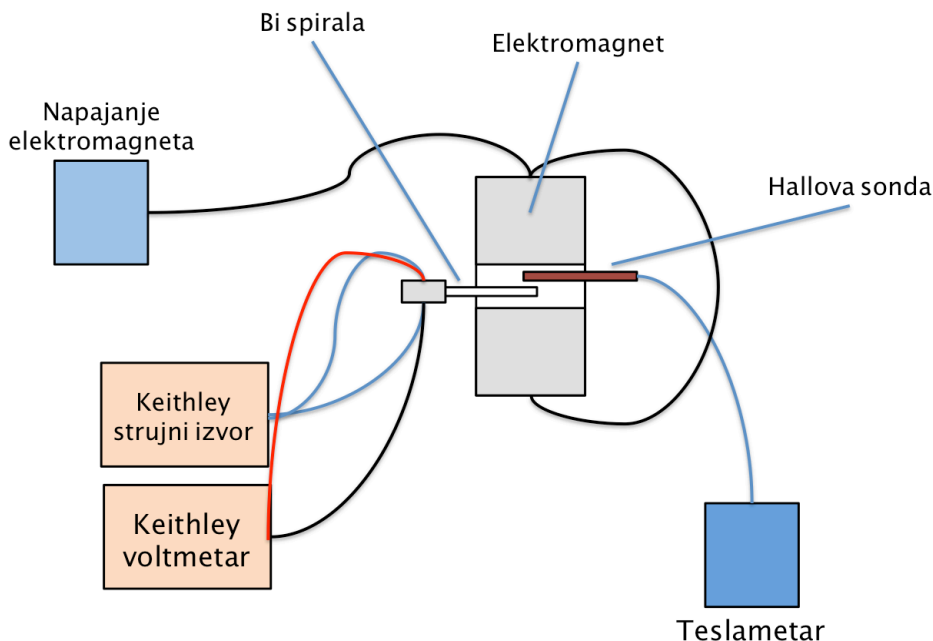 Bi spirala
Elektromagnet
Napajanje
elektromagneta
Hallova sonda
Keithley
strujni izvor
Keithley
voltmetar
Teslametar